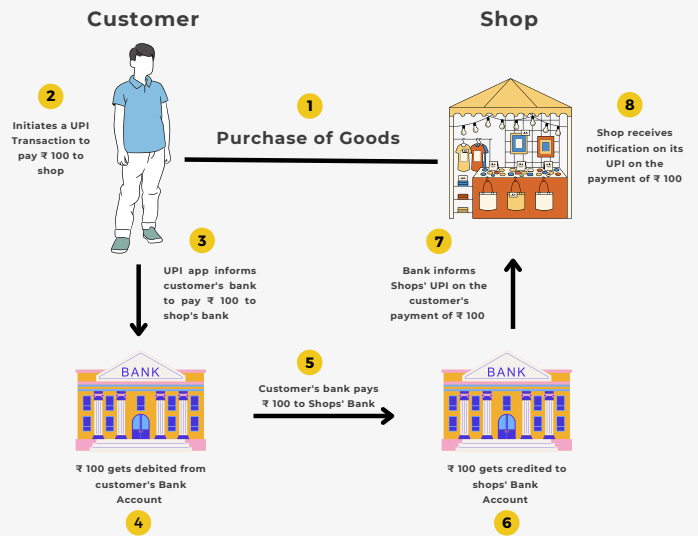 Customer
Shop
1
Purchase of Goods
2
Initiates a UPI
Transaction to
pay ₹ 100 to
shop
3
UPI app informs
customer's bank
to pay ₹ 100 to
shop's bank
BANK
₹ 100 gets debited from
customer's Bank
Account
4
5
Customer's bank pays
₹ 100 to Shops' Bank
BANK
₹ 100 gets credited to
shops' Bank
Account
6
7
Bank informs
Shops' UPI on the
customer's
payment of ₹ 100
8
Shop receives
notification on its
UPI on the
payment of ₹ 100